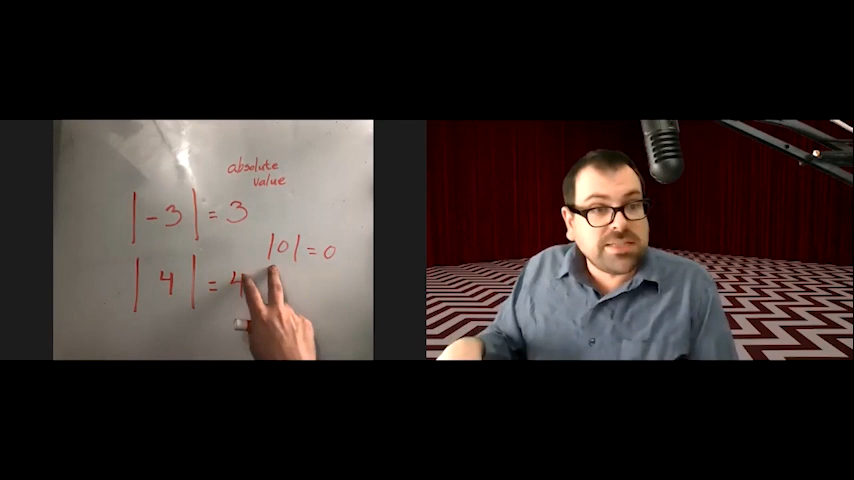 absolute
value
|-3| = 3
|0| = 0
|4| = 4